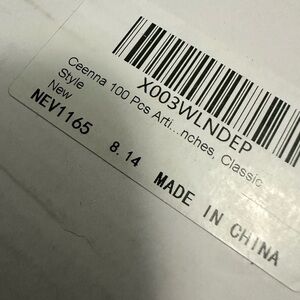 X003WLNDEP
Ceenna 100 Pcs Arti...nches, Classic
Style
New
NEV1165
8.14
MADE IN CHINA